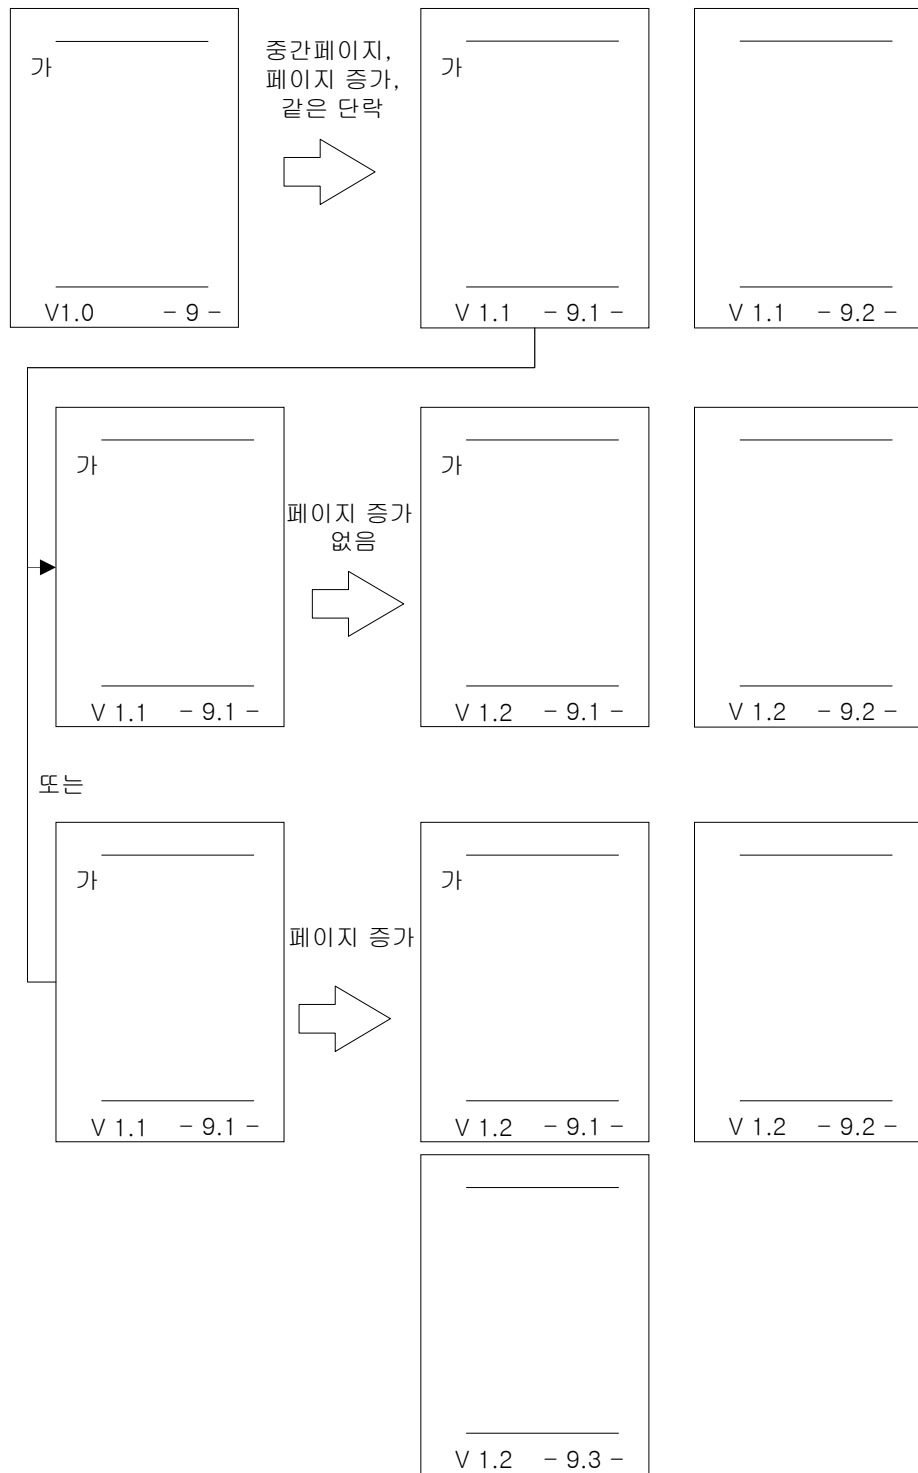 가
V1.0 - 9 -
중간페이지,
페이지 증가,
같은 단락
가
V 1.1 - 9.1 -
V 1.1 - 9.2 -
가
V 1.1 - 9.1 -
페이지 증가
없음
가
V 1.2 - 9.1 -
V 1.2 - 9.2 -
또는
가
V 1.1 - 9.1 -
페이지 증가
가
V 1.2 - 9.1 -
V 1.2 - 9.2 -
V 1.2 - 9.3 -